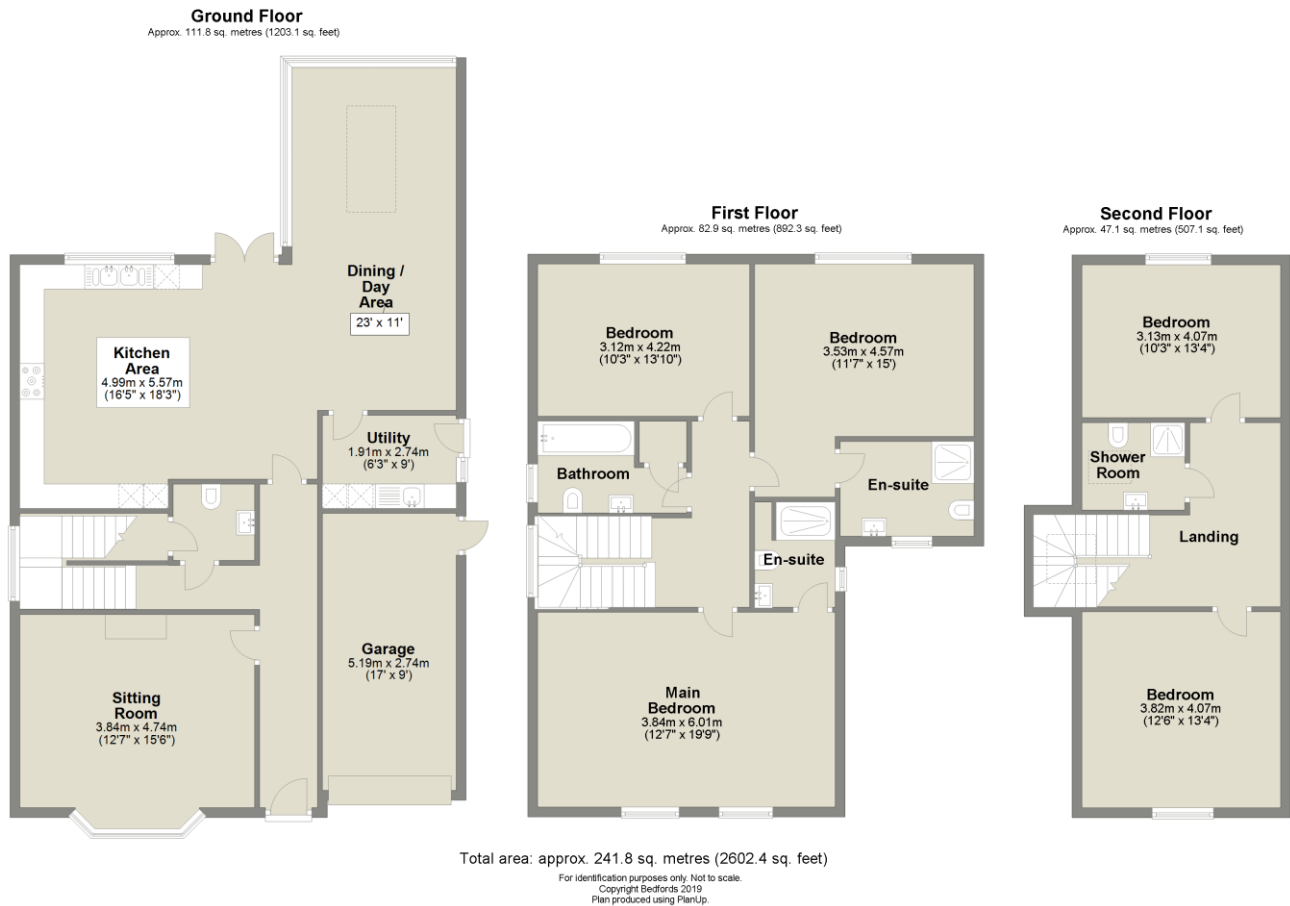 Ground Floor
Approx. 111.8 sq. metres (1203.1 sq. feet)
Dining /
Day
Area
23' x 11'
Kitchen
Area
4.99m x 5.57m
(16'5" x 18'3")
Utility
1.91m x 2.74m
(6'3" x 9')
Garage
5.19m x 2.74m
(17' x 9')
Sitting
Room
3.84m x 4.74m
(12'7" x 15'6")
First Floor
Approx. 82.9 sq. metres (892.3 sq. feet)
Bedroom
3.12m x 4.22m
(10'3" x 13'10")
Bedroom
3.53m x 4.57m
(11'7" x 15')
Bathroom
En-suite
En-suite
Main
Bedroom
3.84m x 6.01m
(12'7" x 19'9")
Second Floor
Approx. 47.1 sq. metres (507.1 sq. feet)
Bedroom
3.13m x 4.07m
(10'3" x 13'4")
Shower
Room
Landing
Bedroom
3.82m x 4.07m
(12'6" x 13'4")
Total area: approx. 241.8 sq. metres (2602.4 sq. feet)
For identification purposes only. Not to scale.
Copyright Bedfords 2019
Plan produced using PlanUp.